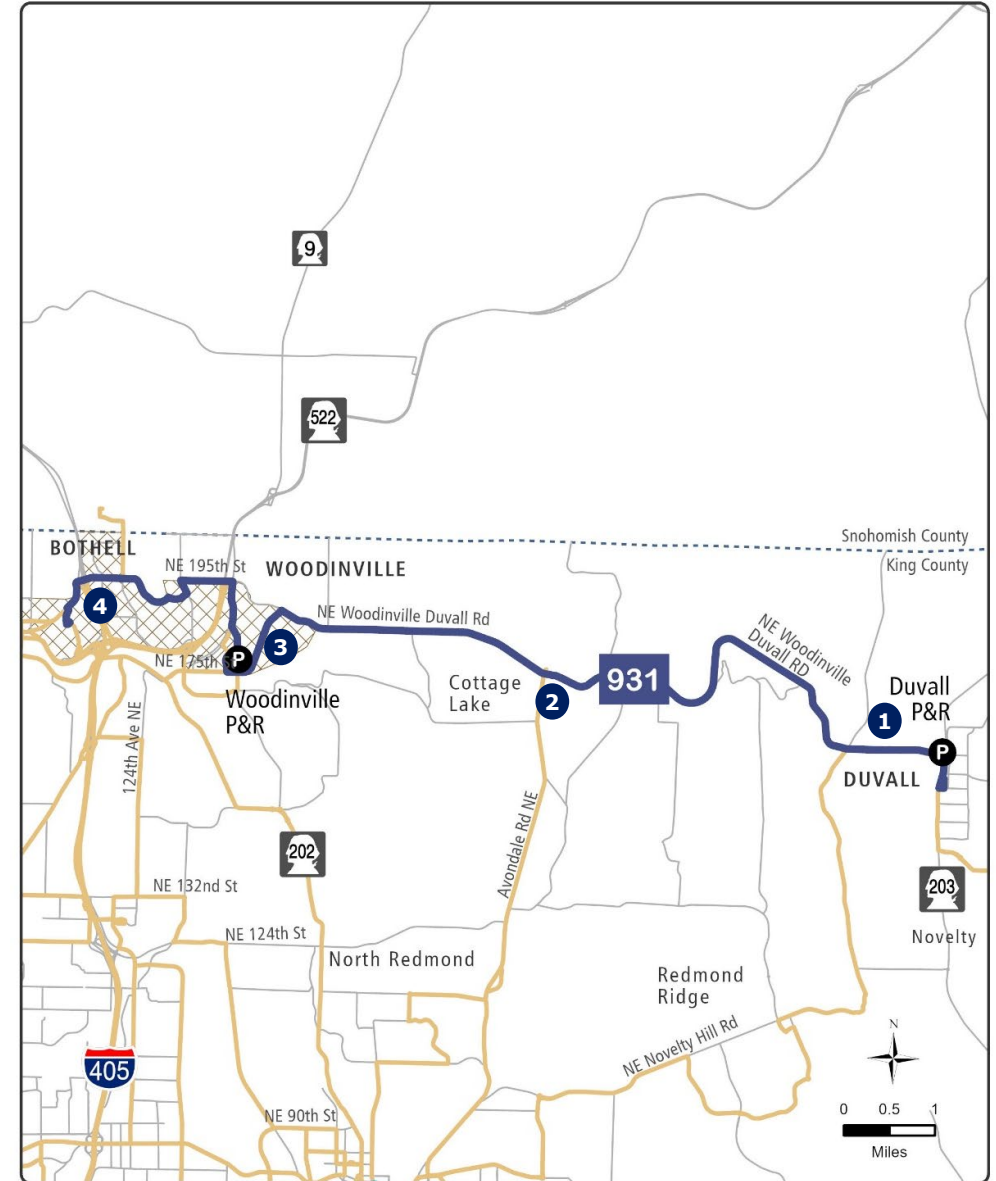 9
522
Snohomish County
King County
BOTHELL
NE 195th St
WOODINVILLE
4
NE Woodinville Duvall Rd
3
NE 175th S
P
Woodinville
P&R
Cottage
Lake
2
931
NE Woodinville
Duvall RD
1
Duvall
P&R
P
DUVALL
124th Ave NE
Avondale Rd NE
202
203
NE 132nd St
NE 124th St
North Redmond
Novelty
Redmond
Ridge
NE Novelty Hill Rd
N
405
NE 90th St
0 0.5 1
Miles